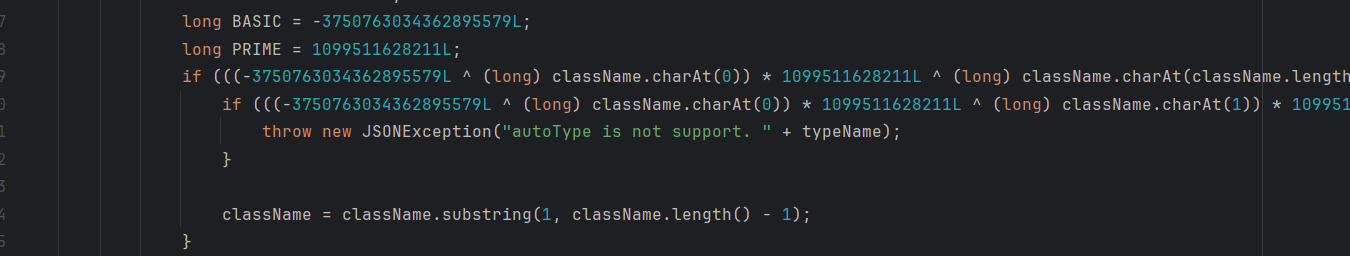 7 long BASIC = -3750763034362895579L;
8 long PRIME = 1099511628211L;
9 if (((-3750763034362895579L ^ (long) className.charAt(0)) * 1099511628211L ^ (long) className.charAt(className.length
0 if (((-3750763034362895579L ^ (long) className.charAt(0)) * 1099511628211L ^ (long) className.charAt(1)) * 109951
1 throw new JSONException("autoType is not support. " + typeName);
2 }
3
4 className = className.substring(1, className.length() - 1);
5 }